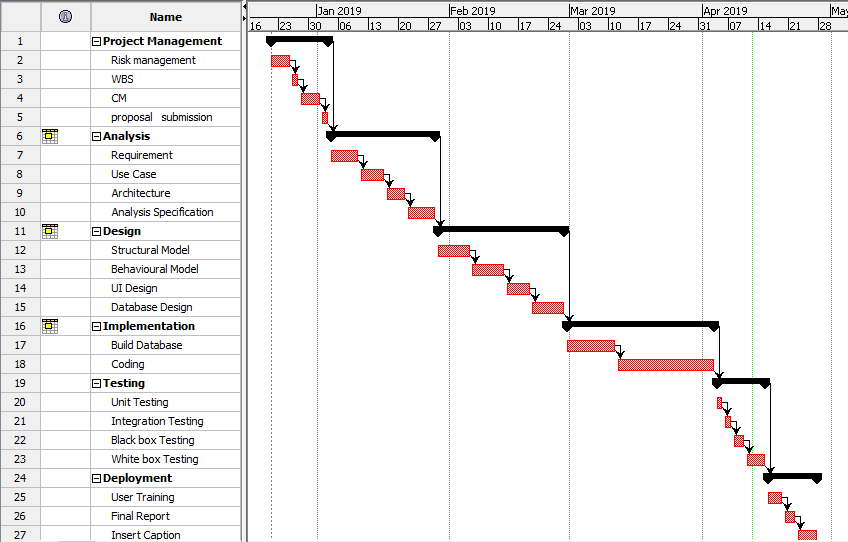 Name
Jan 2019 Feb 2019 Mar 2019 Apr 2019 May
16 23 30 06 13 20 27 03 10 17 24 03 10 17 24 31 07 14 21 28 05
1 Project Management
2 Risk management
3 WBS
4 CM
5 proposal submission
6 Analysis
7 Requirement
8 Use Case
9 Architecture
10 Analysis Specification
11 Design
12 Structural Model
13 Behavioural Model
14 UI Design
15 Database Design
16 Implementation
17 Build Database
18 Coding
19 Testing
20 Unit Testing
21 Integration Testing
22 Black box Testing
23 White box Testing
24 Deployment
25 User Training
26 Final Report
27 Insert Caption